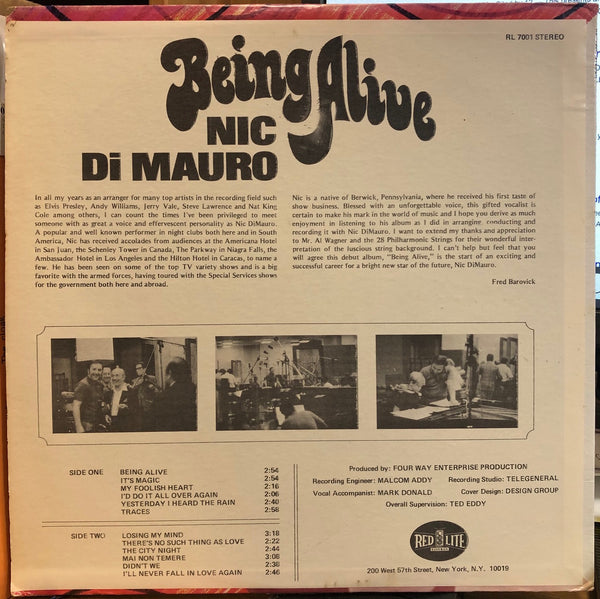 RL 7001 STEREO
Being Alive
NIC
Di MAURO
In all my years as an arranger for many top artists in the recording field such
as Elvis Presley, Andy Williams, Jerry Vale, Steve Lawrence and Nat King
Cole among others, I can count the times I've been privileged to meet
someone with as great a voice and effervescent personality as Nic DiMauro.
A popular and well known performer in night clubs both here and in South
America, Nic has received accolades from audiences at the Americana Hotel
in San Juan, the Schenley Tower in Canada, The Parkway in Niagra Falls, the
Ambassador Hotel in Los Angeles and the Hilton Hotel in Caracas, to name a
few. He has been seen on some of the top TV variety shows and is a big
favorite with the armed forces, having toured with the Special Services shows
for the government both here and abroad.
Nic is a native of Berwick, Pennsylvania, where he received his first taste of
show business. Blessed with an unforgettable voice, this gifted vocalist is
certain to make his mark in the world of music and I hope you derive as much
enjoyment in listening to his album as I did in arranging, conducting and
recording it with Nic DiMauro. I want to extend my thanks and appreciation
to Mr. Al Wagner and the 28 Philharmonic Strings for their wonderful inter-
pretation of the luscious string background. I can't help but feel that you
will agree this debut album, "Being Alive," is the start of an exciting and
successful career for a bright new star of the future, Nic DiMauro.
Fred Barovick
SIDE ONE BEING ALIVE 2:54
IT'S MAGIC 2:54
MY FOOLISH HEART 2:16
I'D DO IT ALL OVER AGAIN 2:06
YESTERDAY I HEARD THE RAIN 2:40
TRACES 2:56
SIDE TWO LOSING MY MIND 3:18
THERE'S NO SUCH THING AS LOVE 2:22
THE CITY NIGHT 2:44
MAI NON TEMERE 3:08
DIDN'T WE 2:38
I'LL NEVER FALL IN LOVE AGAIN 2:46
Produced by: FOUR WAY ENTERPRISE PRODUCTION
Recording Engineer: MALCOM ADDY Recording Studio: TELEGENERAL
Vocal Accompanist: MARK DONALD Cover Design: DESIGN GROUP
Overall Supervision: TED EDDY
RED LITE
RECORDS
200 West 57th Street, New York, N.Y. 10019